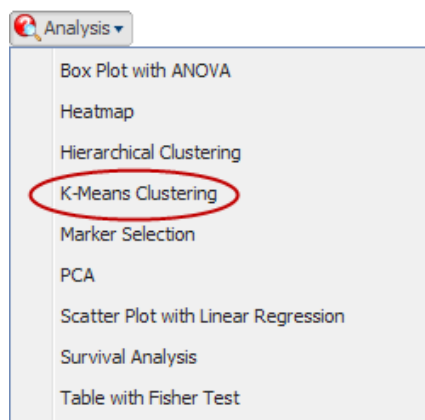 Analysis
Box Plot with ANOVA
Heatmap
Hierarchical Clustering
K-Means Clustering
Marker Selection
PCA
Scatter Plot with Linear Regression
Survival Analysis
Table with Fisher Test